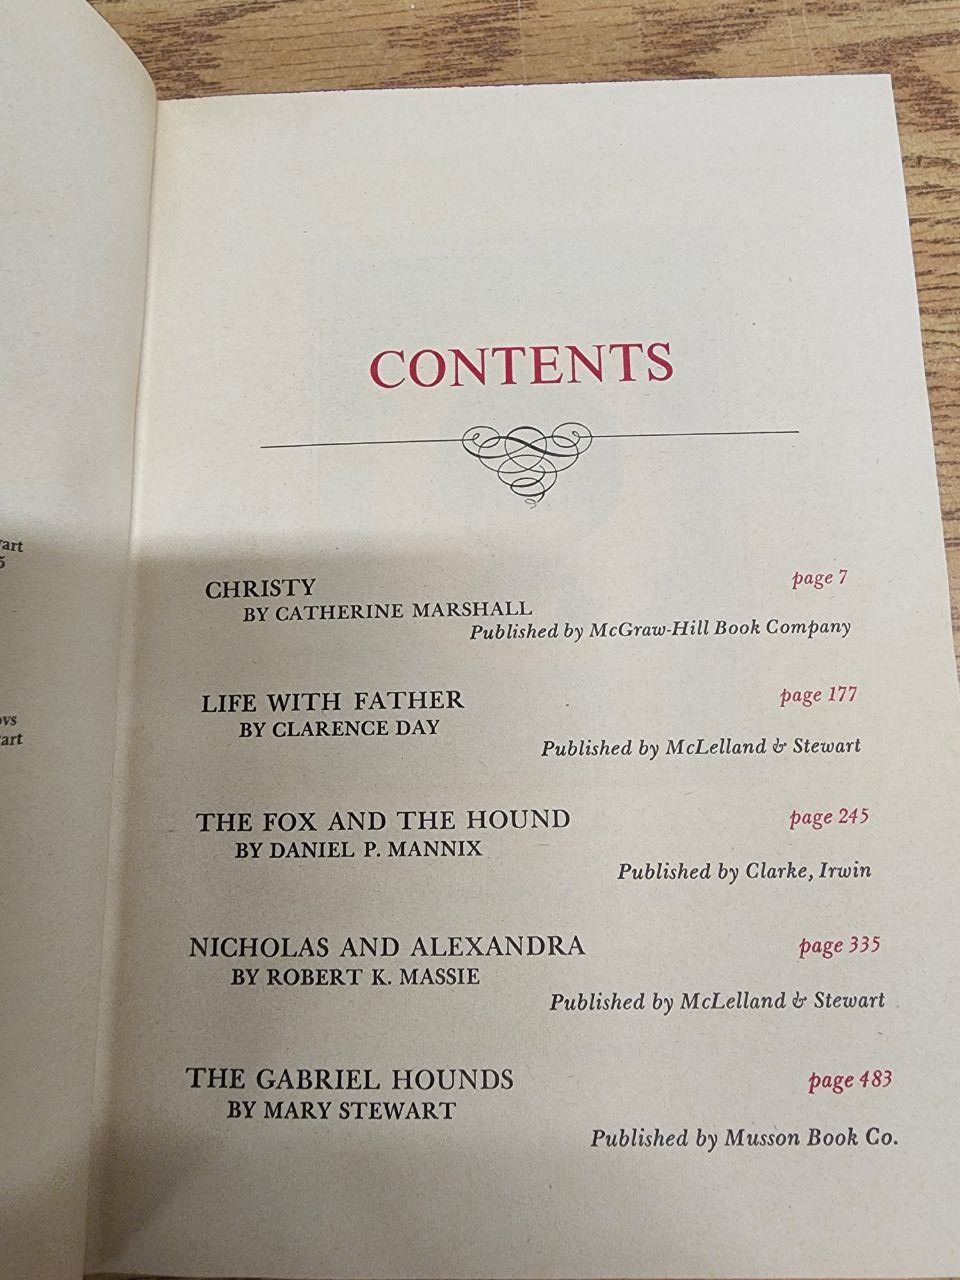 CONTENTS
CHRISTY page 7
BY CATHERINE MARSHALL
Published by McGraw-Hill Book Company
LIFE WITH FATHER page 177
BY CLARENCE DAY
Published by McLelland & Stewart
THE FOX AND THE HOUND page 245
BY DANIEL P. MANNIX
Published by Clarke, Irwin
NICHOLAS AND ALEXANDRA page 335
BY ROBERT K. MASSIE
Published by McLelland & Stewart
THE GABRIEL HOUNDS page 483
BY MARY STEWART
Published by Musson Book Co.